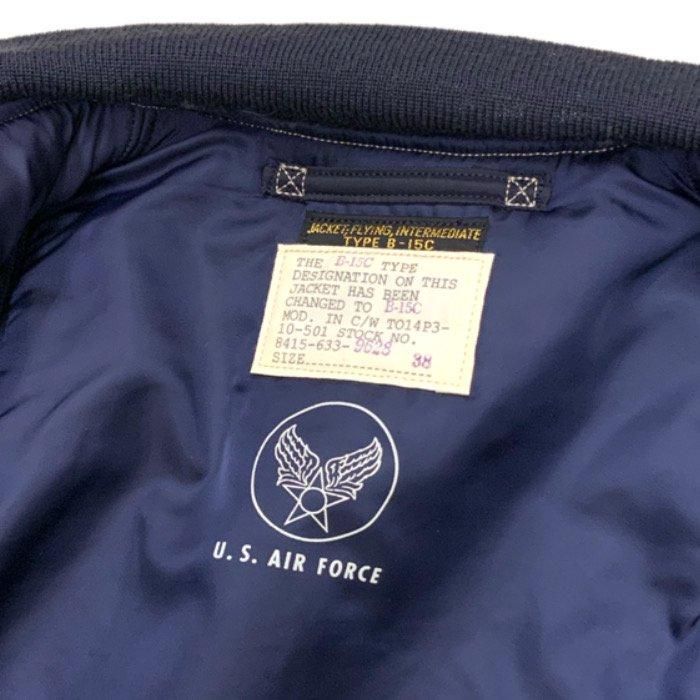 JACKET, FLYING, INTERMEDIATE
TYPE B-15C
THE B-15C TYPE
DESIGNATION ON THIS
JACKET HAS BEEN
CHANGED TO B-15C
MOD. IN C/W TO14P3-
10-501 STOCK NO.
8415-633-9628
SIZE 38
U. S. AIR FORCE